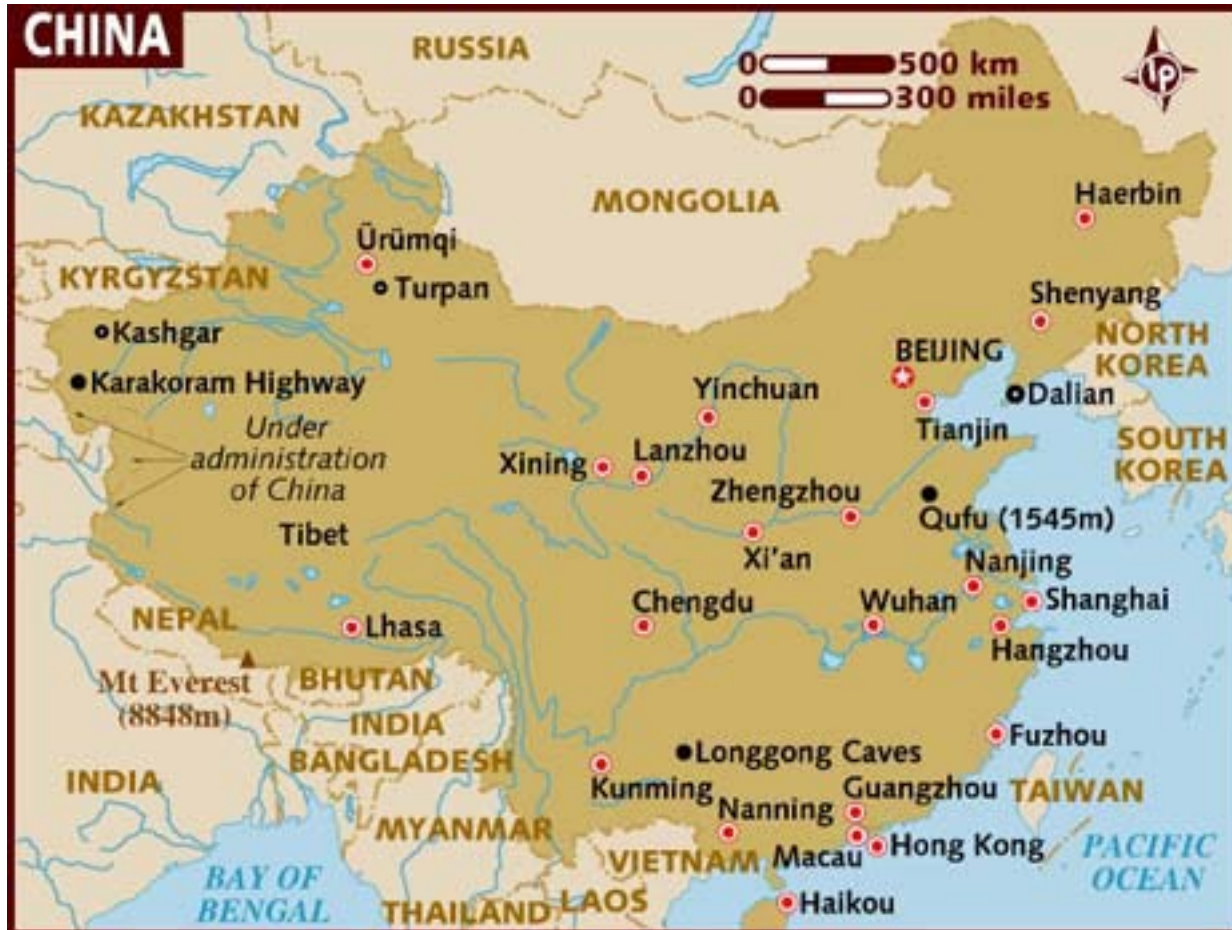 CHINA
RUSSIA
0 500 km
0 300 miles
lp
KAZAKHSTAN
MONGOLIA
Haerbin
Ürümqi
Turpan
KYRGYZSTAN
Shenyang
Kashgar
NORTH
KOREA
BEIJING
Karakoram Highway
Yinchuan
Dalian
Under
administration
of China
Tianjin
SOUTH
KOREA
Xining
Lanzhou
Zhengzhou
Qufu (1545m)
Tibet
Xi'an
Nanjing
NEPAL
Lhasa
Chengdu
Wuhan
Shanghai
Hangzhou
Mt Everest
(8848m)
BHUTAN
INDIA
BANGLADESH
Fuzhou
Longgong Caves
INDIA
Kunming
Guangzhou
TAIWAN
Nanning
MYANMAR
VIETNAM
Macau
Hong Kong
PACIFIC
OCEAN
BAY OF
BENGAL
THAILAND
LAOS
Haikou